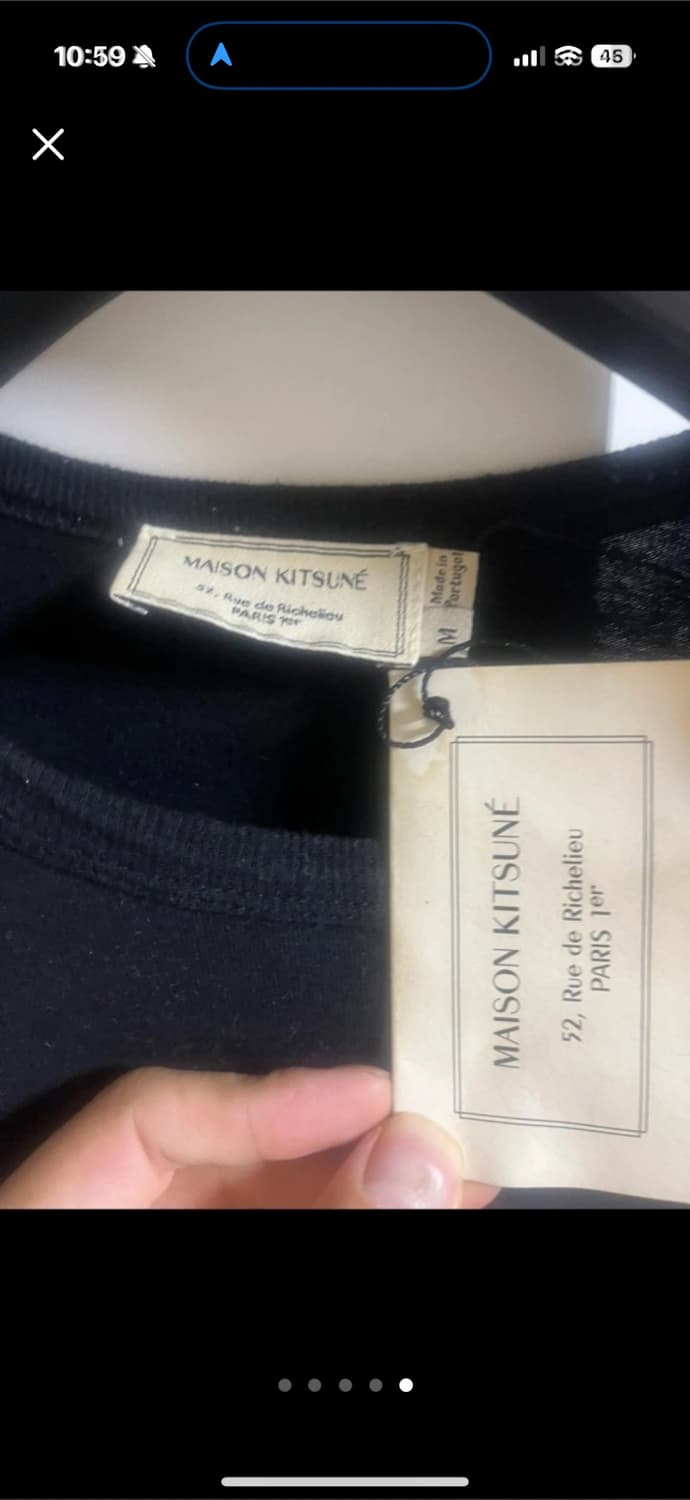 10:59
45
MAISON KITSUNÉ
52, Rue de Richelieu
PARIS 1er
M
Made in
Portugal
MAISON KITSUNÉ
52, Rue de Richelieu
PARIS 1er